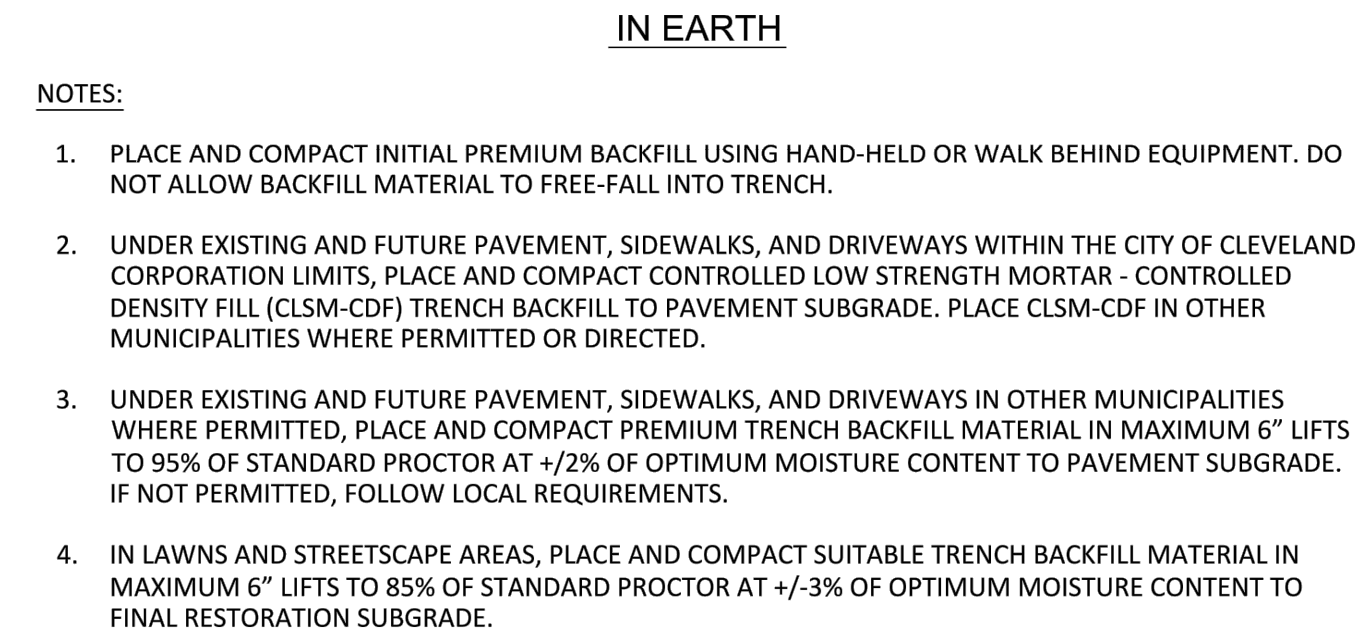 IN EARTH
NOTES:
1. PLACE AND COMPACT INITIAL PREMIUM BACKFILL USING HAND-HELD OR WALK BEHIND EQUIPMENT. DO
NOT ALLOW BACKFILL MATERIAL TO FREE-FALL INTO TRENCH.
2. UNDER EXISTING AND FUTURE PAVEMENT, SIDEWALKS, AND DRIVEWAYS WITHIN THE CITY OF CLEVELAND
CORPORATION LIMITS, PLACE AND COMPACT CONTROLLED LOW STRENGTH MORTAR - CONTROLLED
DENSITY FILL (CLSM-CDF) TRENCH BACKFILL TO PAVEMENT SUBGRADE. PLACE CLSM-CDF IN OTHER
MUNICIPALITIES WHERE PERMITTED OR DIRECTED.
3. UNDER EXISTING AND FUTURE PAVEMENT, SIDEWALKS, AND DRIVEWAYS IN OTHER MUNICIPALITIES
WHERE PERMITTED, PLACE AND COMPACT PREMIUM TRENCH BACKFILL MATERIAL IN MAXIMUM 6” LIFTS
TO 95% OF STANDARD PROCTOR AT +/2% OF OPTIMUM MOISTURE CONTENT TO PAVEMENT SUBGRADE.
IF NOT PERMITTED, FOLLOW LOCAL REQUIREMENTS.
4. IN LAWNS AND STREETSCAPE AREAS, PLACE AND COMPACT SUITABLE TRENCH BACKFILL MATERIAL IN
MAXIMUM 6” LIFTS TO 85% OF STANDARD PROCTOR AT +/-3% OF OPTIMUM MOISTURE CONTENT TO
FINAL RESTORATION SUBGRADE.